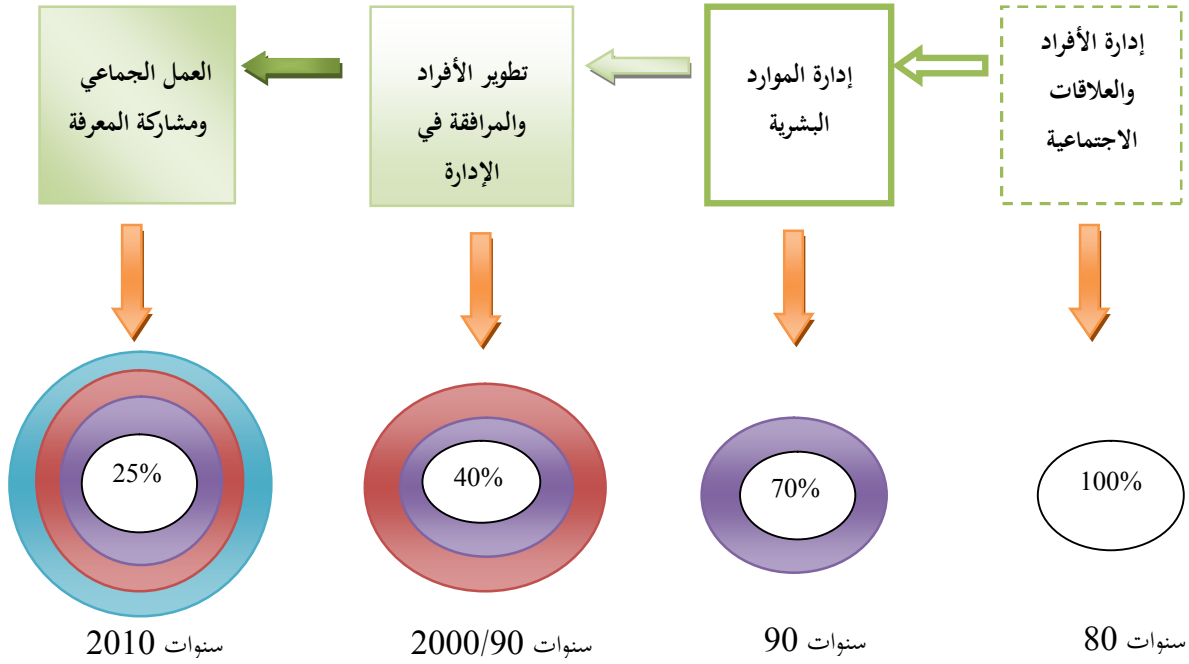 إدارة الأفراد
والعلاقات
الاجتماعية
إدارة الموارد
البشرية
تطوير الأفراد
والمرافقة في
الإدارة
العمل الجماعي
ومشاركة المعرفة
100%
70%
40%
25%
سنوات 80
سنوات 90
سنوات 2000/90
سنوات 2010